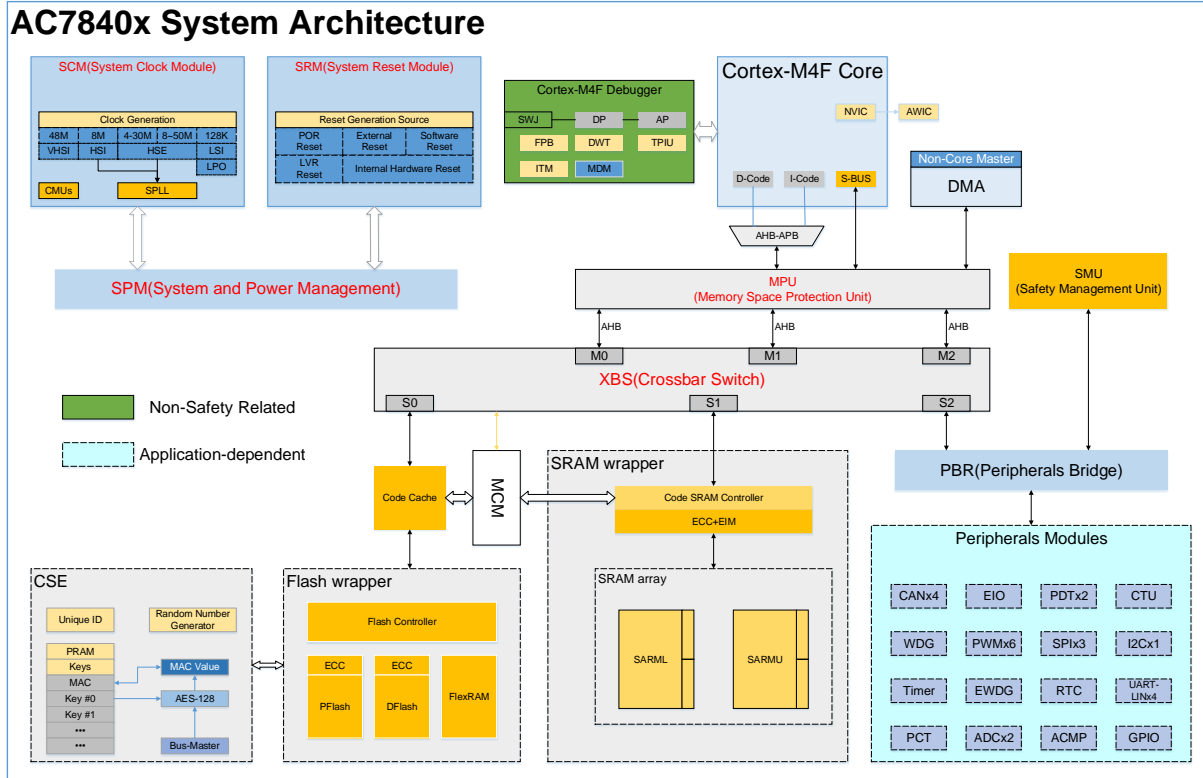 AC7840x System Architecture
SCM(System Clock Module)
Clock Generation
48M 8M 4-30M 8~50M 128K
VHSI HSI HSE LSI
LPO
CMUs SPLL
SRM(System Reset Module)
Reset Generation Source
POR Reset
External Reset
Software Reset
LVR Reset
Internal Hardware Reset
SPM(System and Power Management)
Cortex-M4F Debugger
SWJ DP AP
FPB DWT TPIU
ITM MDM
Cortex-M4F Core
NVIC AWIC
D-Code I-Code S-BUS
Non-Core Master
DMA
AHB-APB
MPU
(Memory Space Protection Unit)
SMU
(Safety Management Unit)
AHB AHB AHB
M0 M1 M2
XBS(Crossbar Switch)
S0 S1 S2
Non-Safety Related
Application-dependent
Code Cache
MCM
SRAM wrapper
Code SRAM Controller
ECC+EIM
SRAM array
SARML SARMU
PBR(Peripherals Bridge)
Peripherals Modules
CANx4 EIO PDTx2 CTU
WDG PWMx6 SPIx3 I2Cx1
Timer EWDG RTC UART-LINx4
PCT ADCx2 ACMP GPIO
CSE
Unique ID
Random Number
Generator
PRAM
Keys
MAC
Key #0
Key #1
•••
•••
MAC Value
AES-128
Bus-Master
Flash wrapper
Flash Controller
ECC ECC
PFlash DFlash FlexRAM